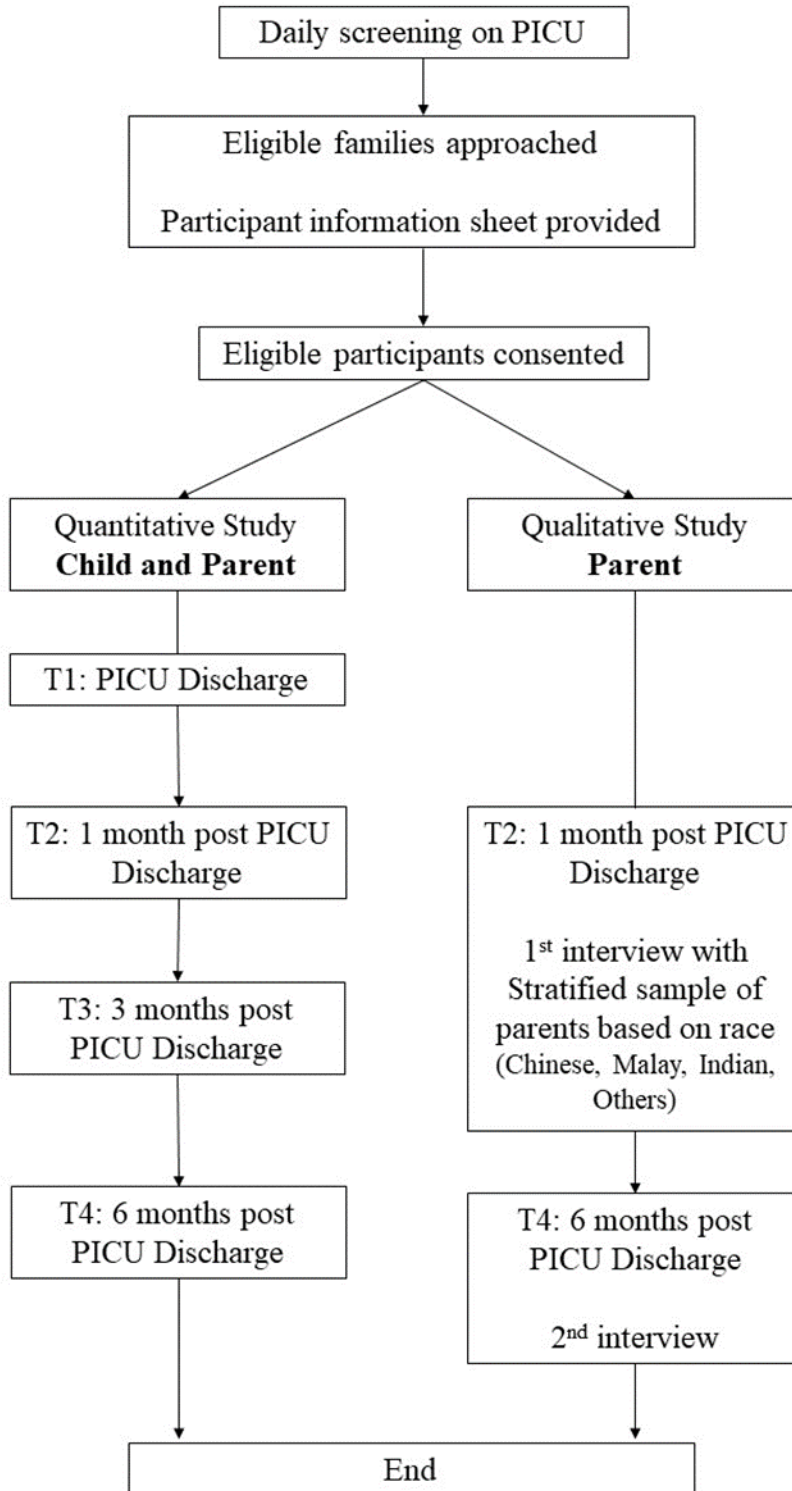 Daily screening on PICU
Eligible families approached
Participant information sheet provided
Eligible participants consented
Quantitative Study
Child and Parent
T1: PICU Discharge
T2: 1 month post PICU
Discharge
T3: 3 months post
PICU Discharge
T4: 6 months post
PICU Discharge
Qualitative Study
Parent
T2: 1 month post PICU
Discharge
1st interview with
Stratified sample of
parents based on race
(Chinese, Malay, Indian,
Others)
T4: 6 months post
PICU Discharge
2nd interview
End